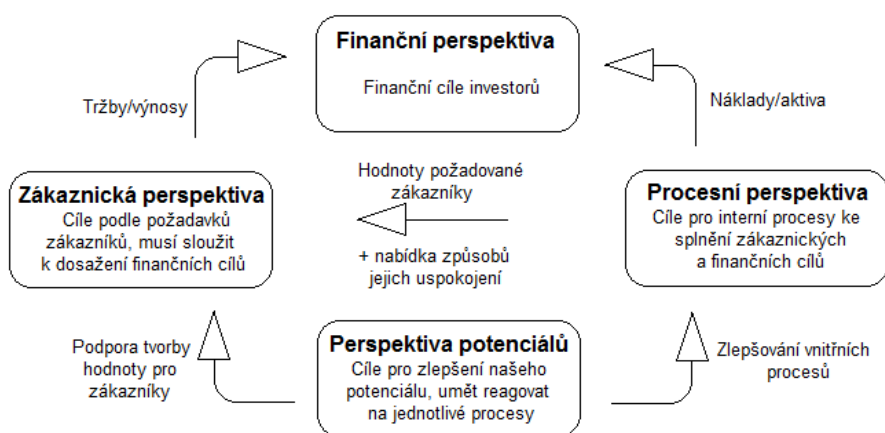 Finanční perspektiva
Finanční cíle investorů
Tržby/výnosy
Náklady/aktiva
Zákaznická perspektiva
Cíle podle požadavků
zákazníků, musí sloužit
k dosažení finančních cílů
Hodnoty požadované
zákazníky
+ nabídka způsobů
jejich uspokojení
Procesní perspektiva
Cíle pro interní procesy ke
splnění zákaznických
a finančních cílů
Podpora tvorby
hodnoty pro
zákazníky
Perspektiva potenciálů
Cíle pro zlepšení našeho
potenciálu, umět reagovat
na jednotlivé procesy
Zlepšování vnitřních
procesů